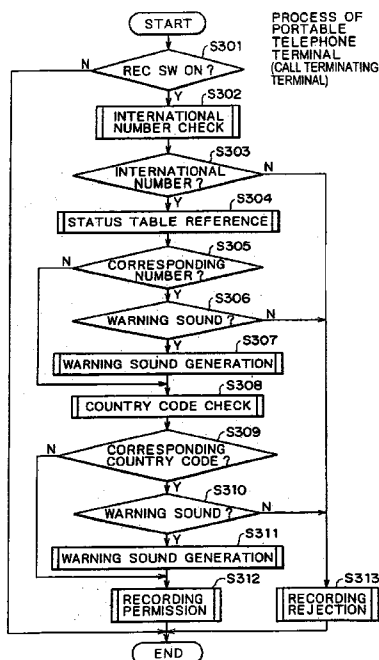 START
PROCESS OF
PORTABLE
TELEPHONE
TERMINAL
(CALL TERMINATING
TERMINAL)
S301
N
REC SW ON?
Y
S302
INTERNATIONAL
NUMBER CHECK
S303
INTERNATIONAL
NUMBER?
N
Y
S304
STATUS TABLE REFERENCE
S305
N
CORRESPONDING
NUMBER?
Y
S306
WARNING SOUND?
N
Y
S307
WARNING SOUND GENERATION
S308
COUNTRY CODE CHECK
S309
N
CORRESPONDING
COUNTRY CODE?
Y
S310
WARNING SOUND?
N
Y
S311
WARNING SOUND GENERATION
S312
RECORDING
PERMISSION
S313
RECORDING
REJECTION
END